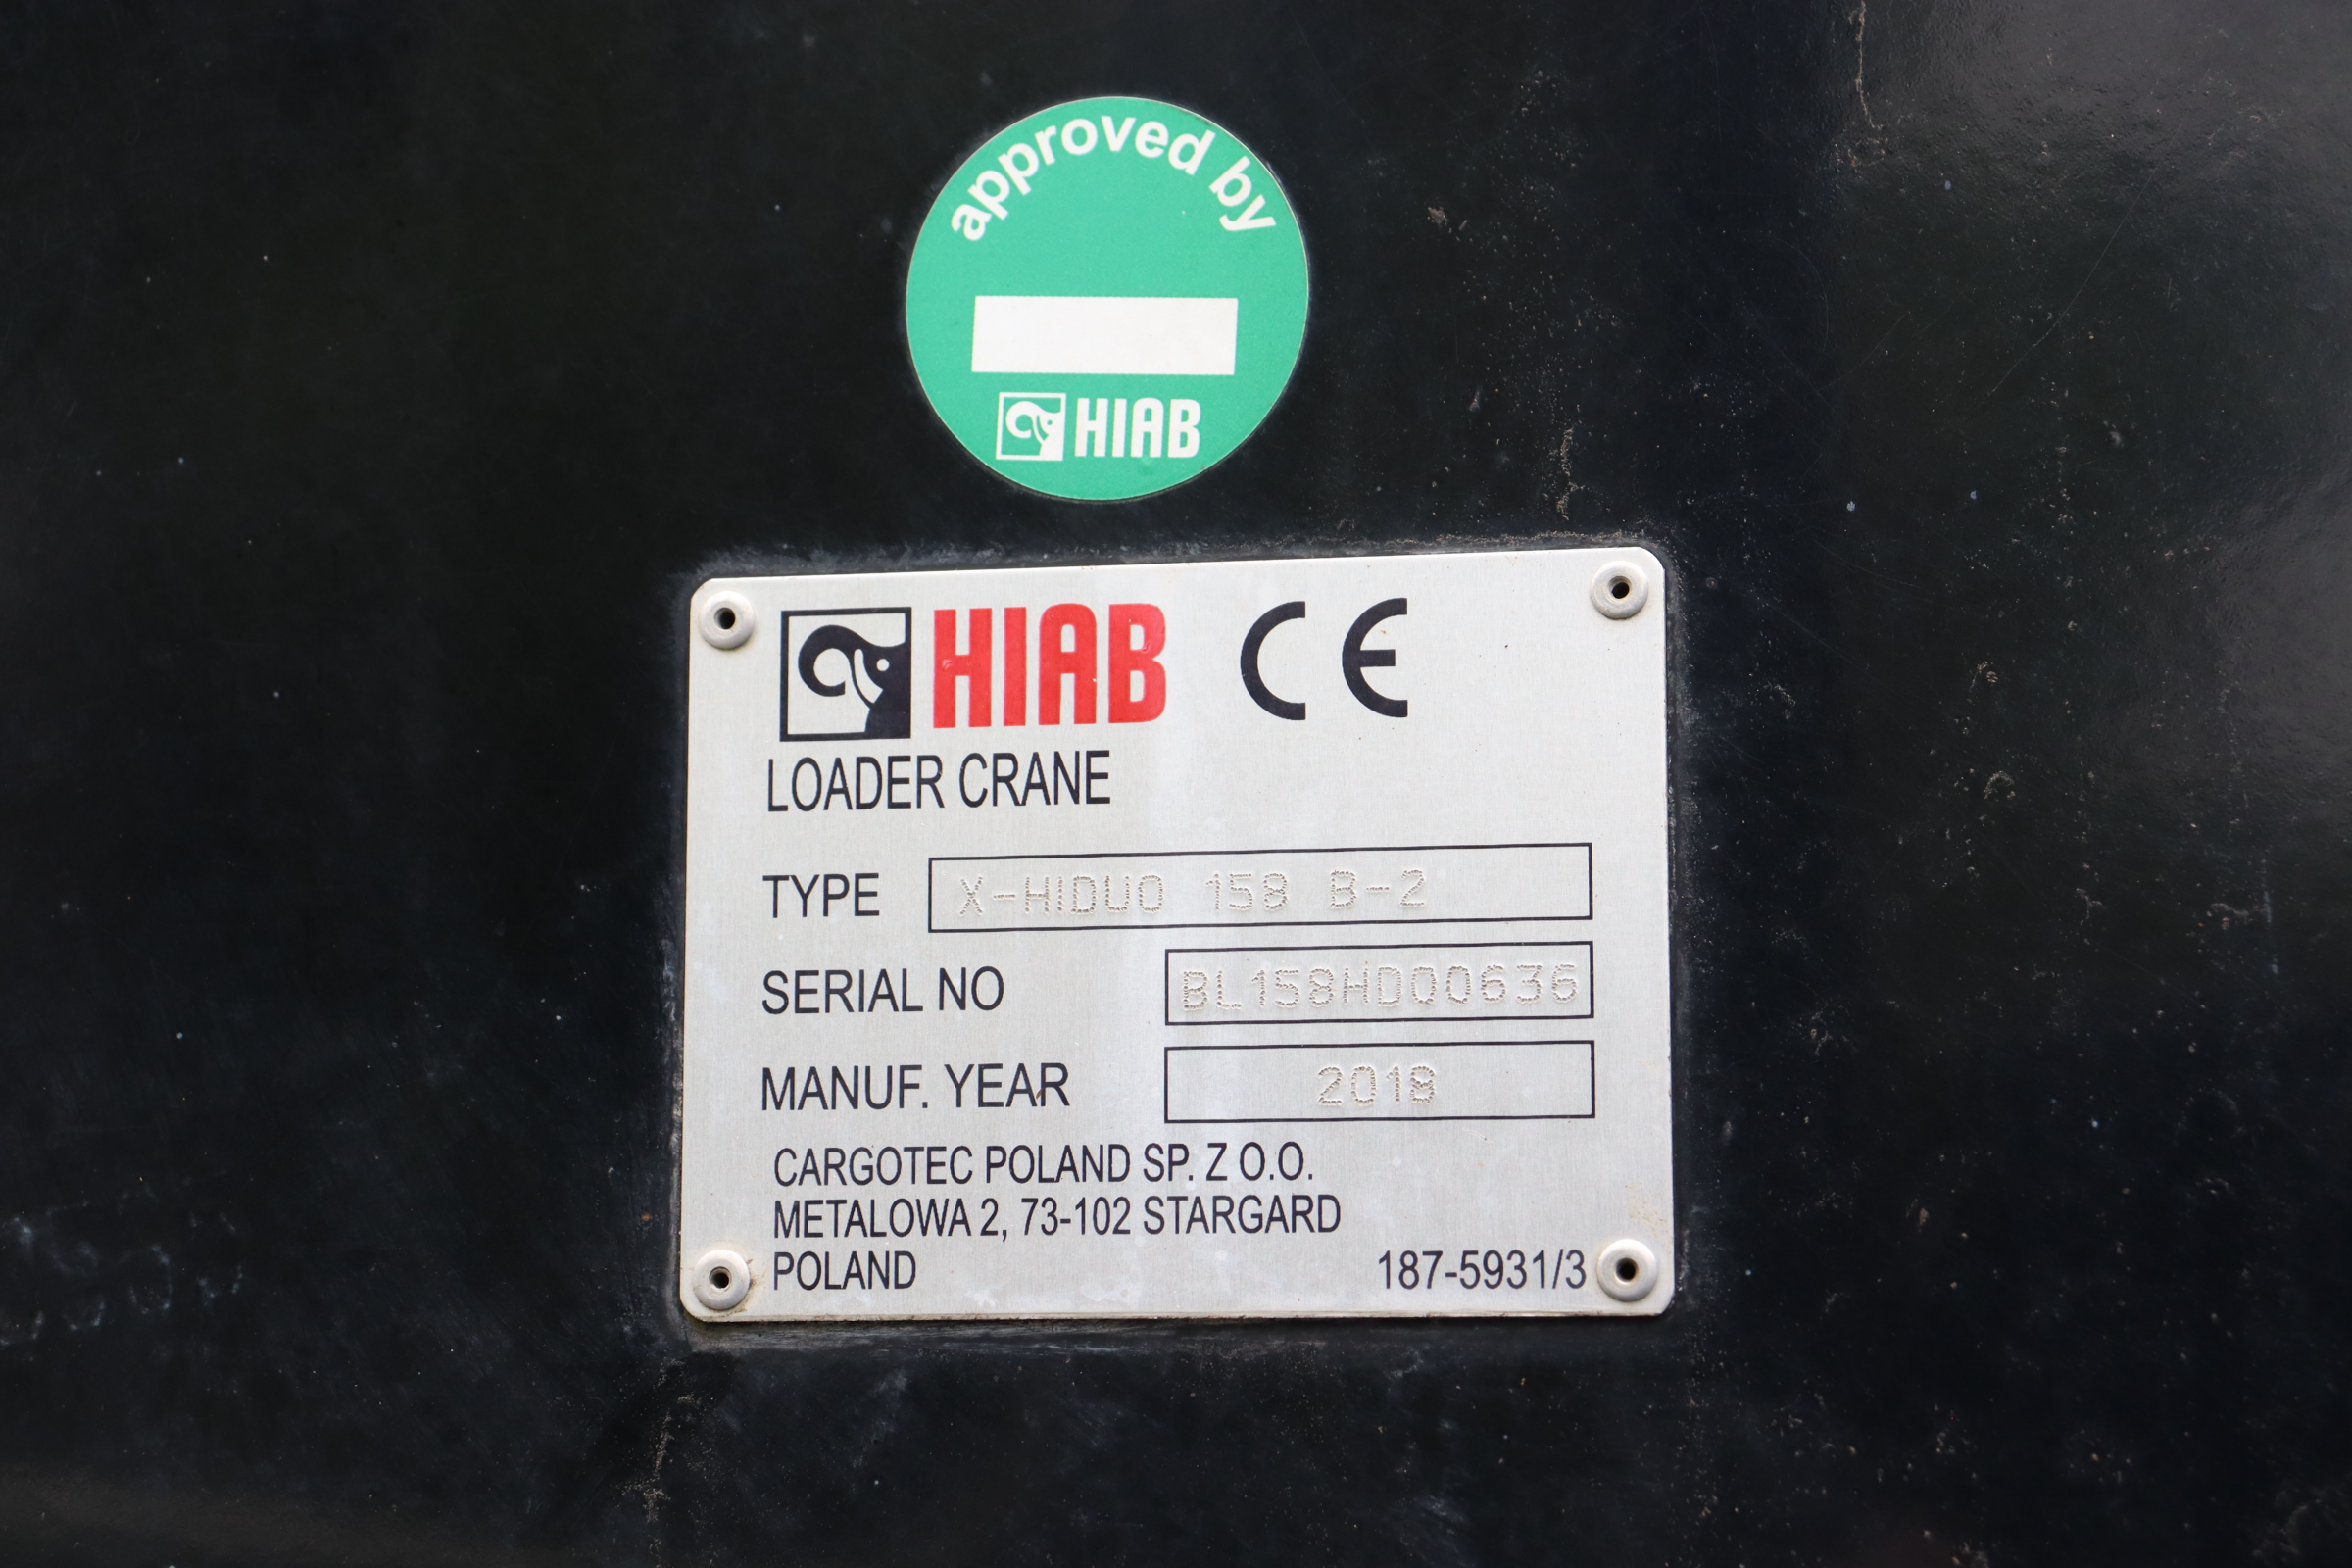 approved by
HIAB
HIAB CE
LOADER CRANE
TYPE X-HIDUO 158 B-2
SERIAL NO BL158HD00636
MANUF. YEAR 2018
CARGOTEC POLAND SP. Z O.O.
METALOWA 2, 73-102 STARGARD
POLAND 187-5931/3